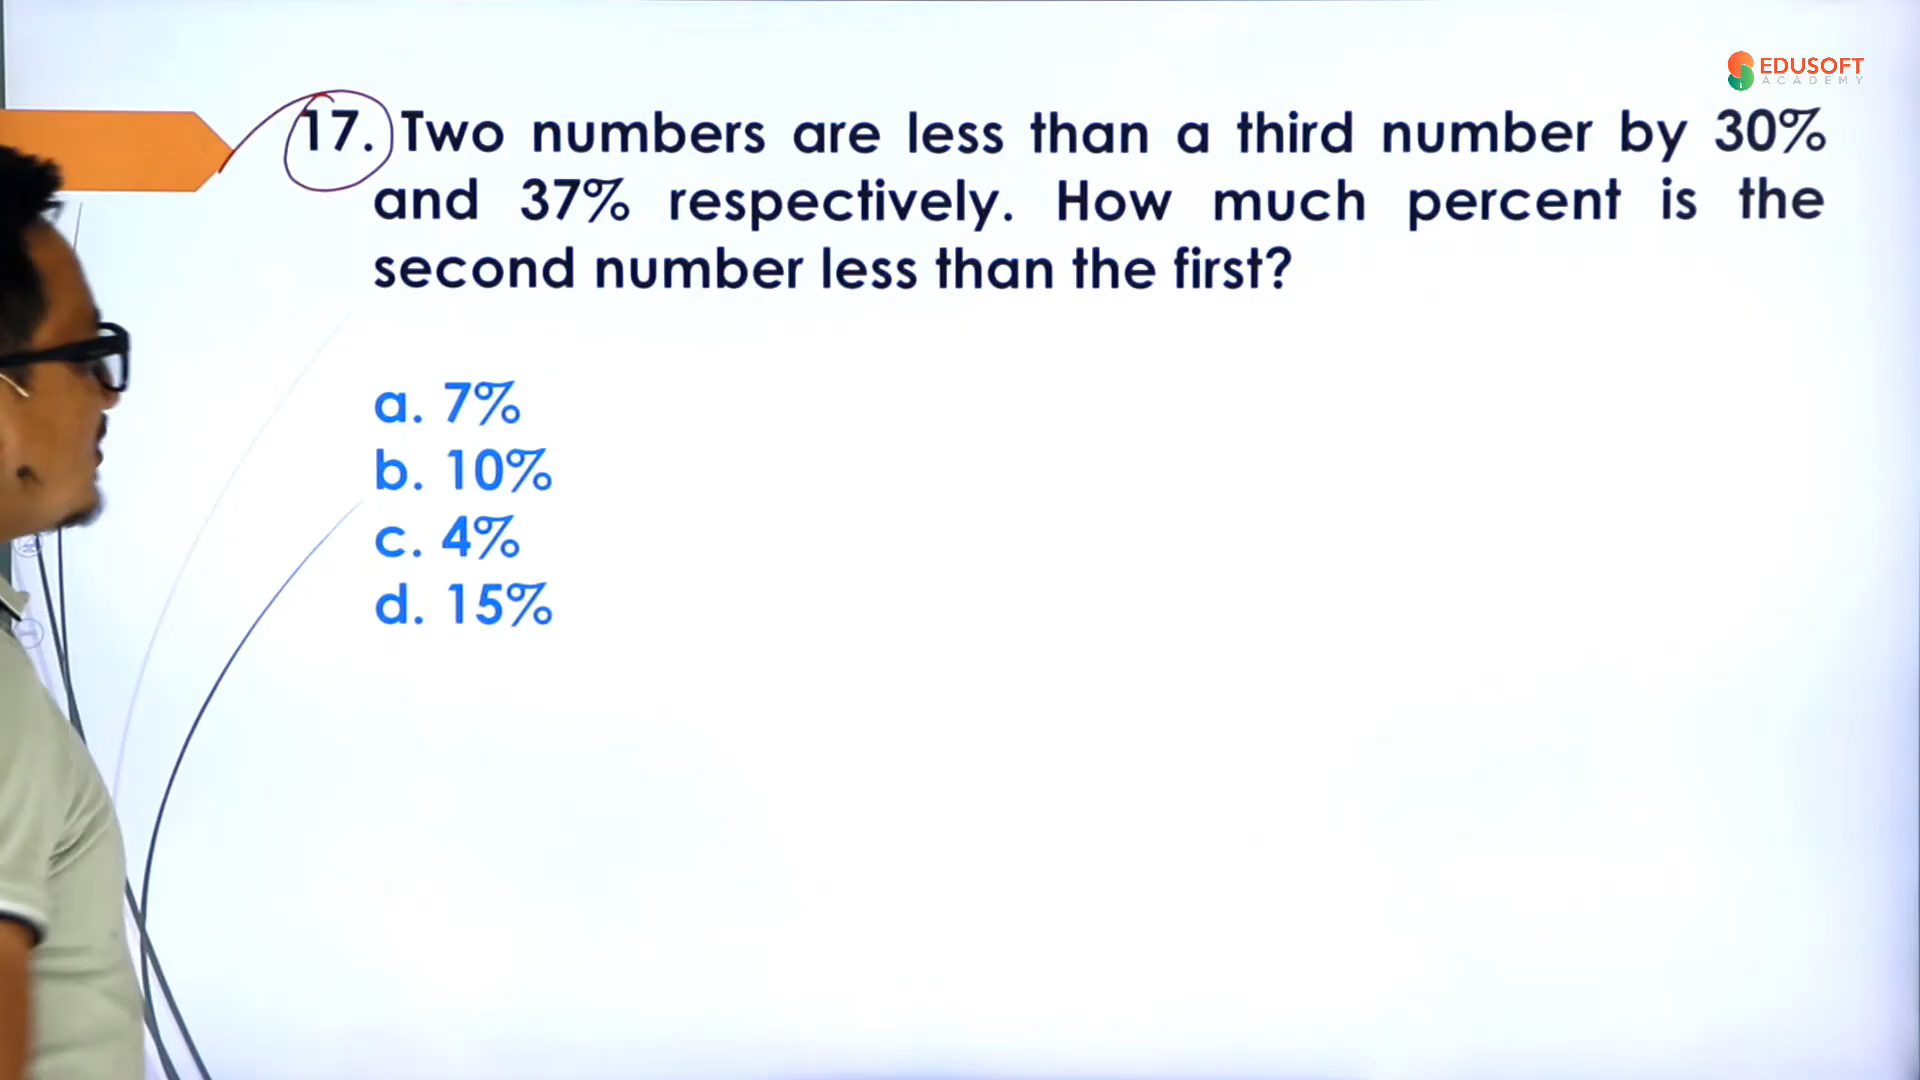 EDUSOFT
ACADEMY
17. Two numbers are less than a third number by 30%
and 37% respectively. How much percent is the
second number less than the first?
a. 7%
b. 10%
c. 4%
d. 15%